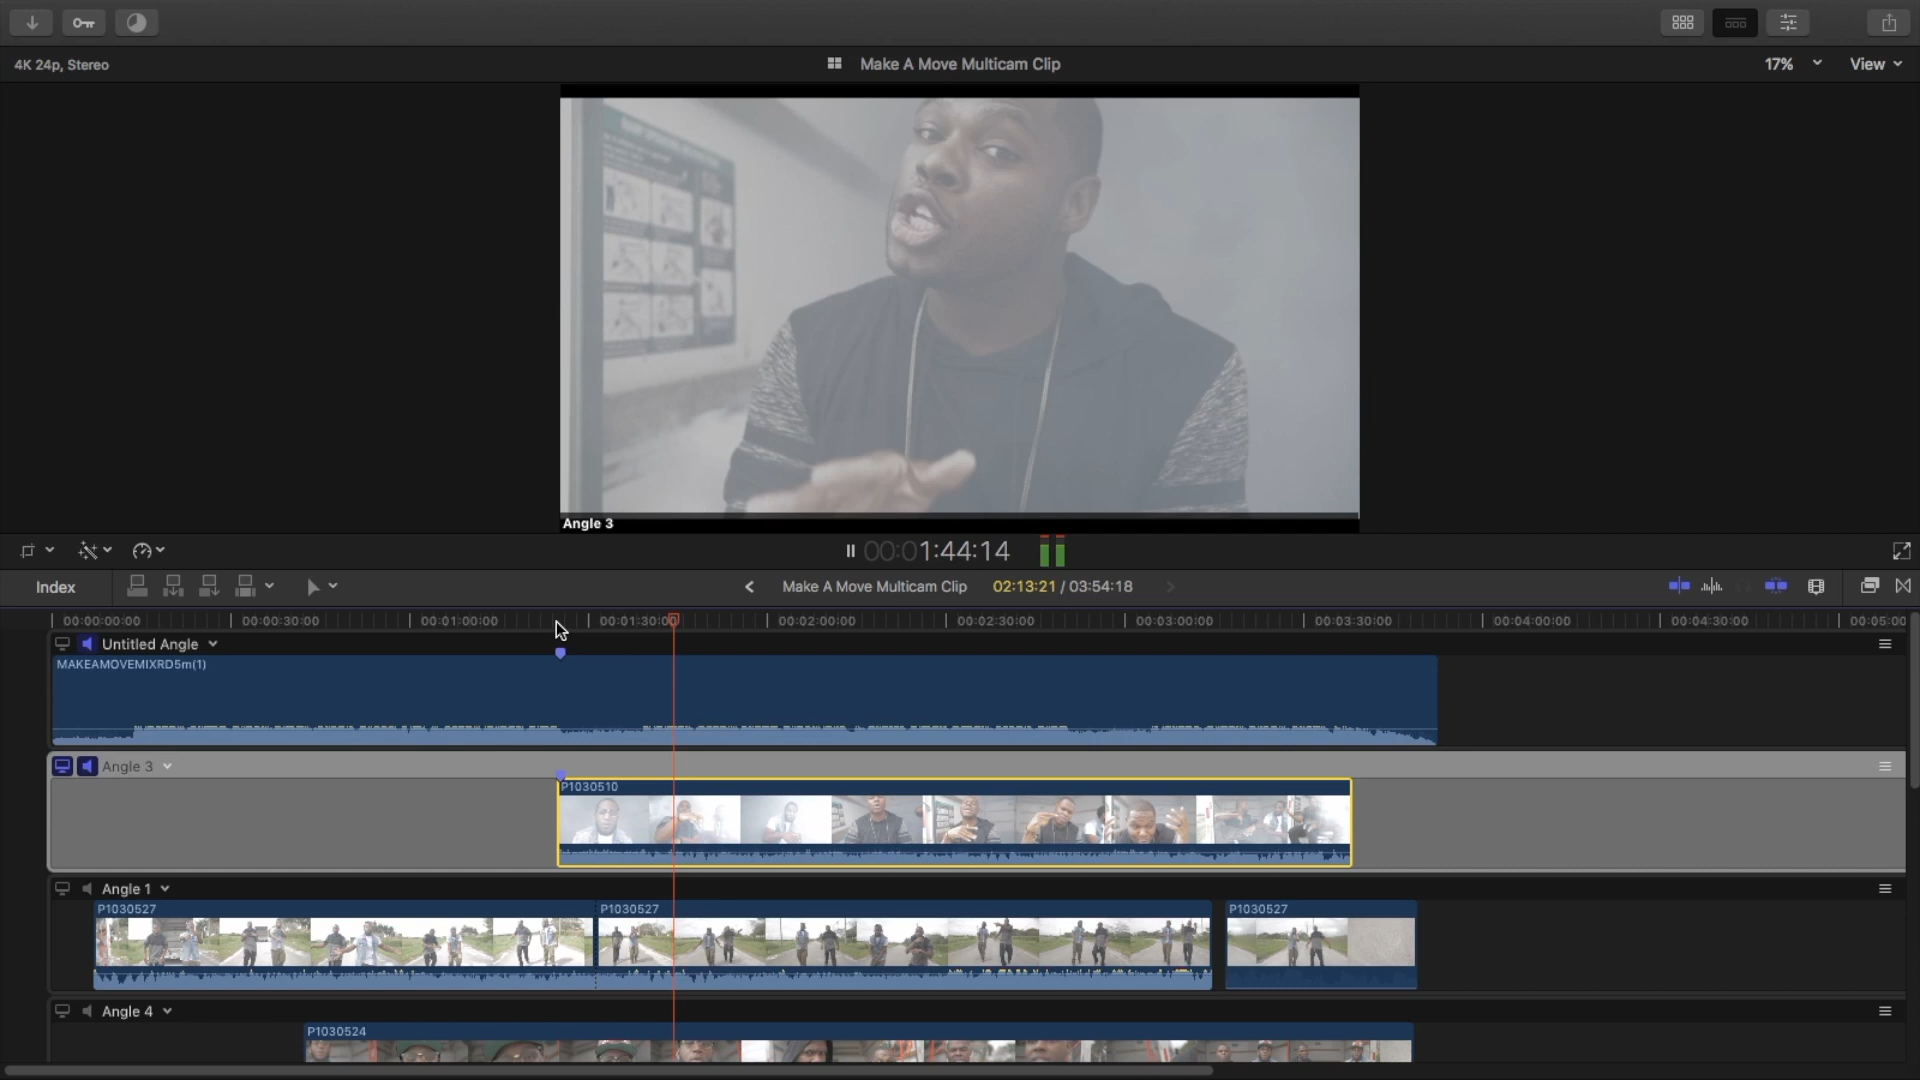 4K 24p, Stereo
Make A Move Multicam Clip
17%
View
Angle 3
00:01:44:14
Index
Make A Move Multicam Clip
02:13:21 / 03:54:18
00:00:00:00
00:00:30:00
00:01:00:00
00:01:30:00
00:02:00:00
00:02:30:00
00:03:00:00
00:03:30:00
00:04:00:00
00:04:30:00
00:05:00
Untitled Angle
MAKEAMOVEMIXRD5m(1)
Angle 3
P1030510
Angle 1
P1030527
P1030527
P1030527
Angle 4
P1030524